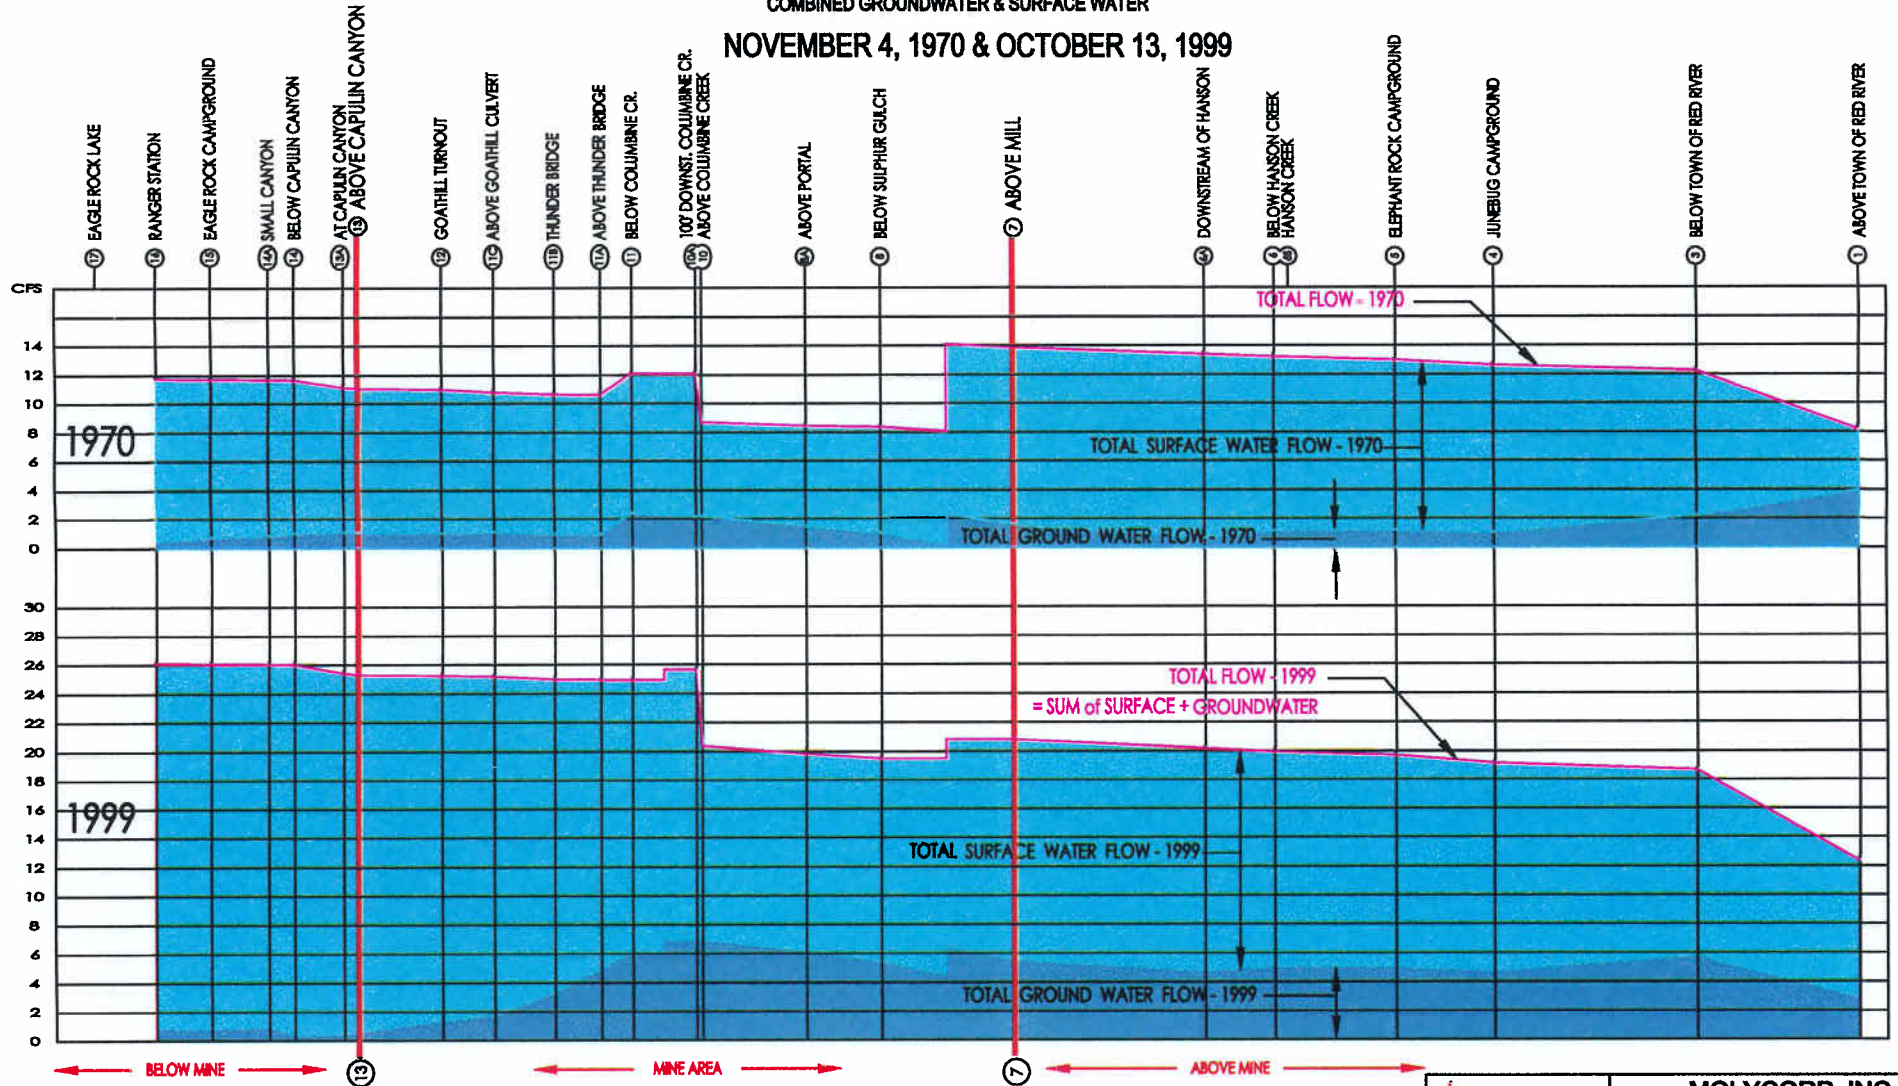 COMBINED GROUNDWATER & SURFACE WATER
NOVEMBER 4, 1970 & OCTOBER 13, 1999
17 EAGLE ROCK LAKE
16 RANGER STATION
15 EAGLE ROCK CAMPGROUND
14A SMALL CANYON
14 BELOW CAPULIN CANYON
13A AT CAPULIN CANYON
13 ABOVE CAPULIN CANYON
12 GOATHILL TURNOUT
11C ABOVE GOATHILL CULVERT
11B THUNDER BRIDGE
11A ABOVE THUNDER BRIDGE
11 BELOW COLUMBINE CR.
10A 100' DOWNST. COLUMBINE CR.
10 ABOVE COLUMBINE CREEK
8A ABOVE PORTAL
8 BELOW SULPHUR GULCH
7 ABOVE MILL
6A DOWNSTREAM OF HANSON
6 BELOW HANSON CREEK
HANSON CREEK
5 ELEPHANT ROCK CAMPGROUND
4 JUNEBUG CAMPGROUND
3 BELOW TOWN OF RED RIVER
1 ABOVE TOWN OF RED RIVER
CFS
TOTAL FLOW - 1970
14
12
10
8
6
4
2
0
1970
TOTAL SURFACE WATER FLOW - 1970
TOTAL GROUND WATER FLOW - 1970
30
28
26
24
22
20
18
16
14
12
10
8
6
4
2
0
1999
TOTAL FLOW - 1999
= SUM of SURFACE + GROUNDWATER
TOTAL SURFACE WATER FLOW - 1999
TOTAL GROUND WATER FLOW - 1999
BELOW MINE
13
MINE AREA
7
ABOVE MINE
MOLYCORP, INC